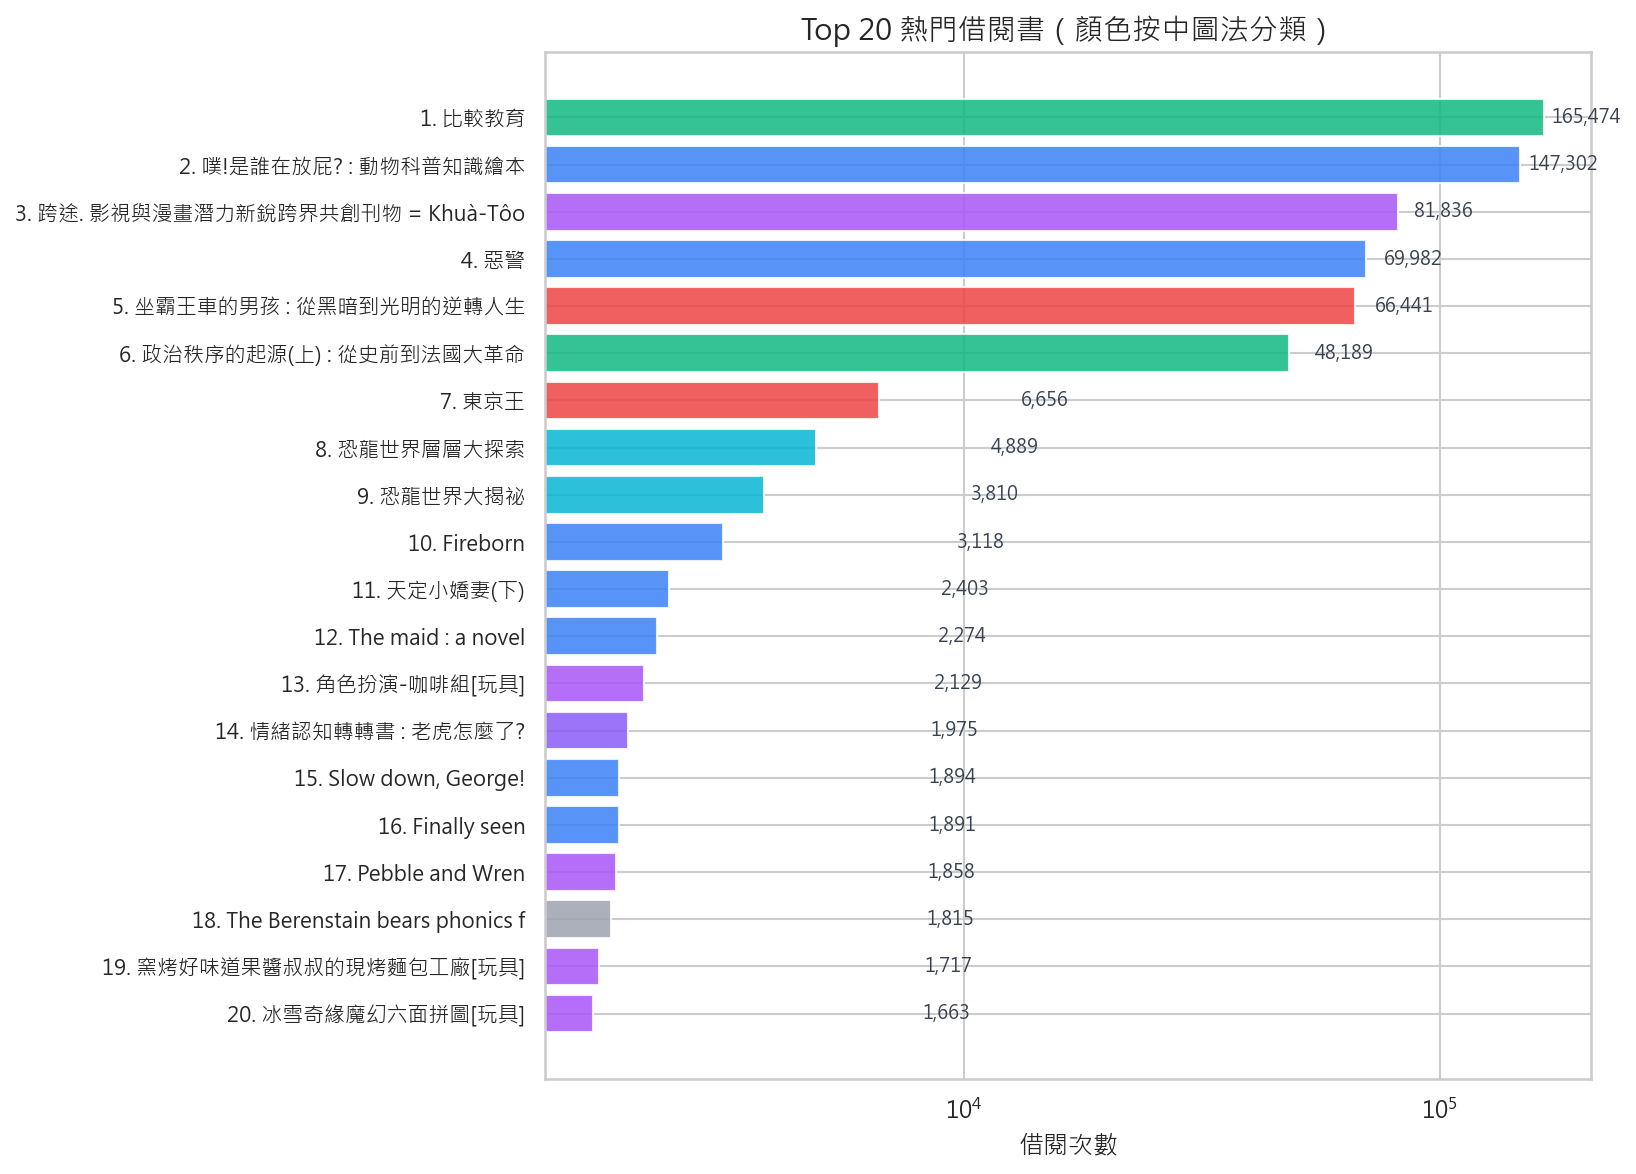 Top 20 熱門借閱書（顏色按中圖法分類）
1. 比較教育 165,474
2. 噗!是誰在放屁? : 動物科普知識繪本 147,302
3. 跨途. 影視與漫畫潛力新銳跨界共創刊物 = Khuà-Tôo 81,836
4. 惡警 69,982
5. 坐霸王車的男孩 : 從黑暗到光明的逆轉人生 66,441
6. 政治秩序的起源(上) : 從史前到法國大革命 48,189
7. 東京王 6,656
8. 恐龍世界層層大探索 4,889
9. 恐龍世界大揭祕 3,810
10. Fireborn 3,118
11. 天定小嬌妻(下) 2,403
12. The maid : a novel 2,274
13. 角色扮演-咖啡組[玩具] 2,129
14. 情緒認知轉轉書 : 老虎怎麼了? 1,975
15. Slow down, George! 1,894
16. Finally seen 1,891
17. Pebble and Wren 1,858
18. The Berenstain bears phonics f 1,815
19. 窯烤好味道果醬叔叔的現烤麵包工廠[玩具] 1,717
20. 冰雪奇緣魔幻六面拼圖[玩具] 1,663
10⁴ 10⁵
借閱次數